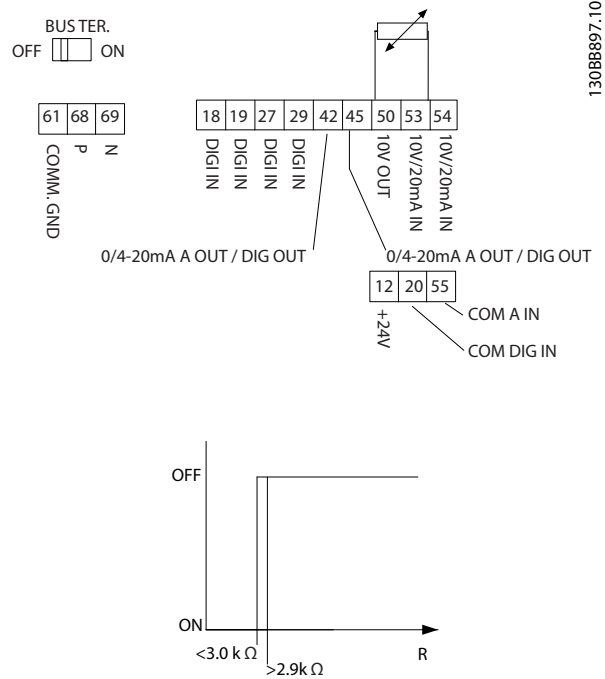 130BB897.10
BUS TER.
OFF ON
61 68 69
COMM. GND
P
N
18 19 27 29 42 45 50 53 54
DIGI IN
DIGI IN
DIGI IN
DIGI IN
10V OUT
10V/20mA IN
10V/20mA IN
0/4-20mA A OUT / DIG OUT
0/4-20mA A OUT / DIG OUT
12 20 55
+24V
COM A IN
COM DIG IN
OFF
ON
<3.0 k Ω
>2.9k Ω
R